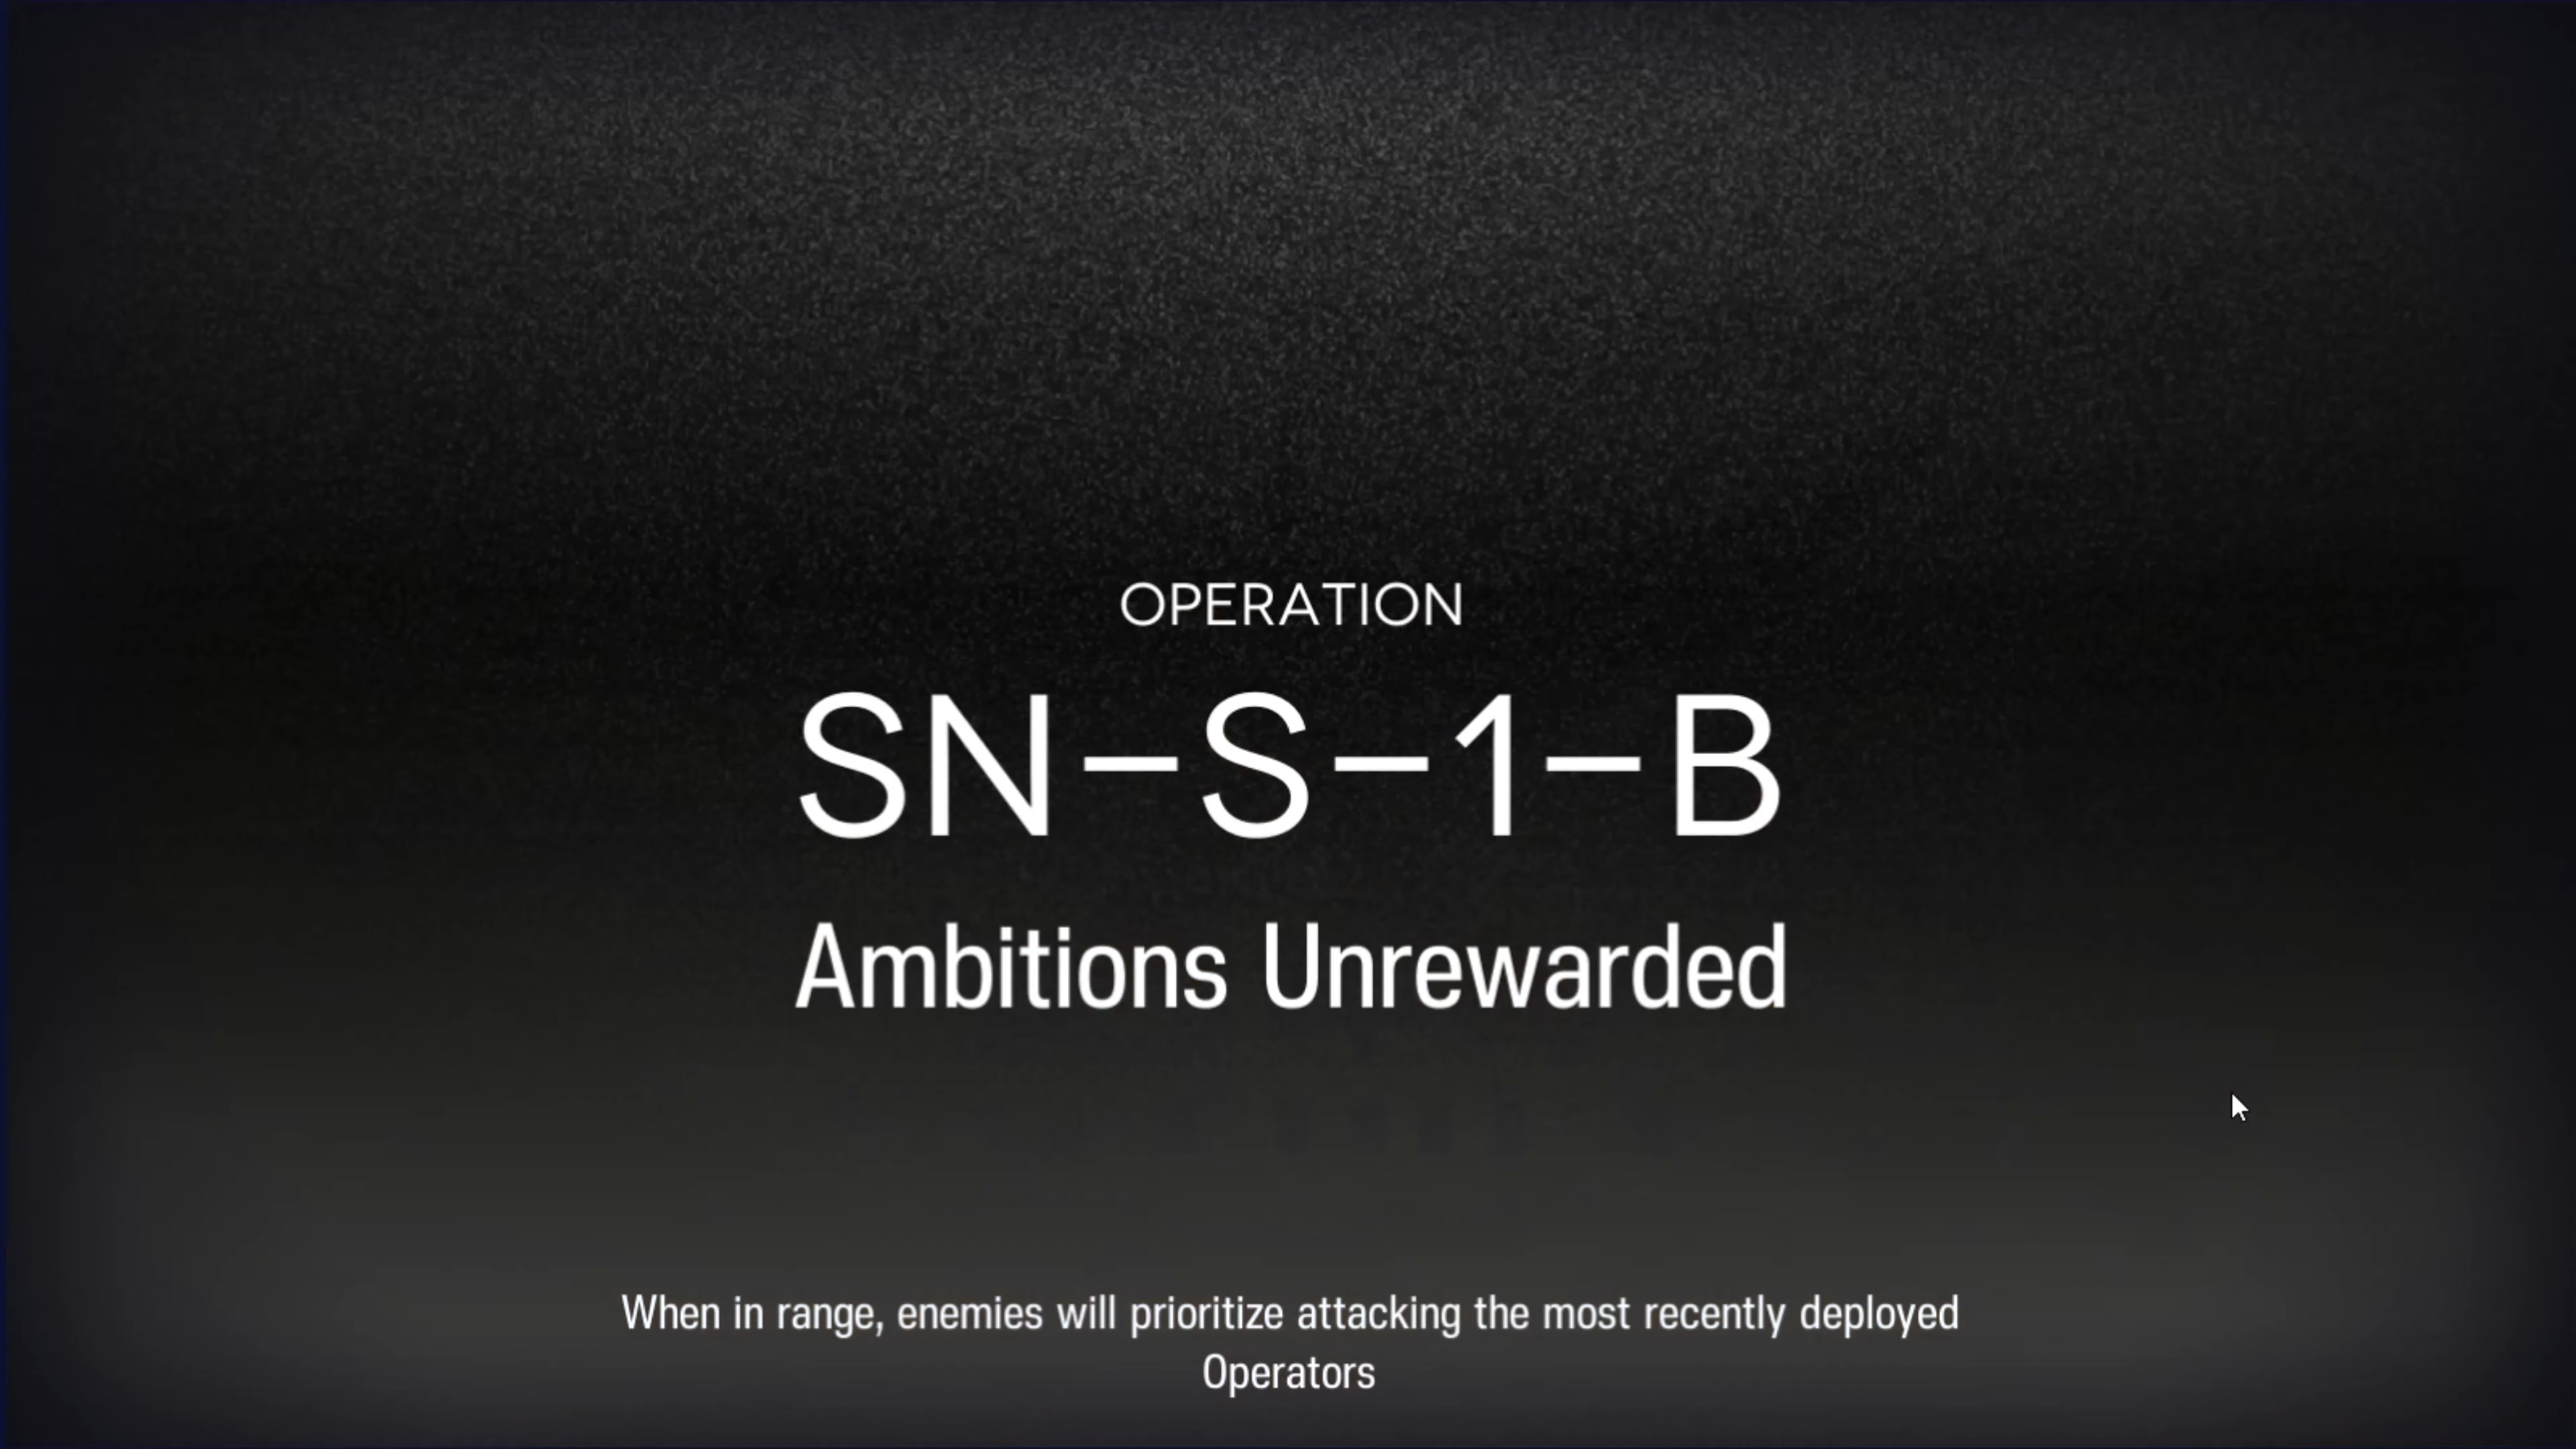 OPERATION
SN-S-1-B
Ambitions Unrewarded
When in range, enemies will prioritize attacking the most recently deployed
Operators